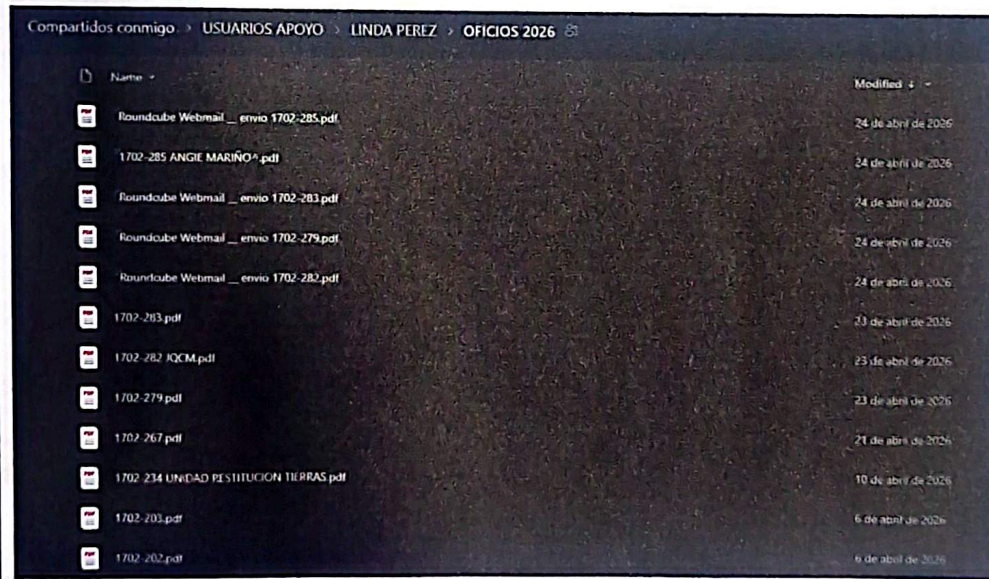 Compartidos conmigo > USUARIOS APOYO > LINDA PEREZ > OFICIOS 2026
Name Modified ↓
Roundcube Webmail __ envio 1702-285.pdf 24 de abril de 2026
1702-285 ANGIE MARIÑO^.pdf 24 de abril de 2026
Roundcube Webmail __ envio 1702-283.pdf 24 de abril de 2026
Roundcube Webmail __ envio 1702-279.pdf 24 de abril de 2026
Roundcube Webmail __ envio 1702-282.pdf 24 de abril de 2026
1702-283.pdf 23 de abril de 2026
1702-282 JQCM.pdf 23 de abril de 2026
1702-279.pdf 23 de abril de 2026
1702-267.pdf 21 de abril de 2026
1702-234 UNIDAD RESTITUCION TIERRAS.pdf 10 de abril de 2026
1702-203.pdf 6 de abril de 2026
1702-202.pdf 6 de abril de 2026